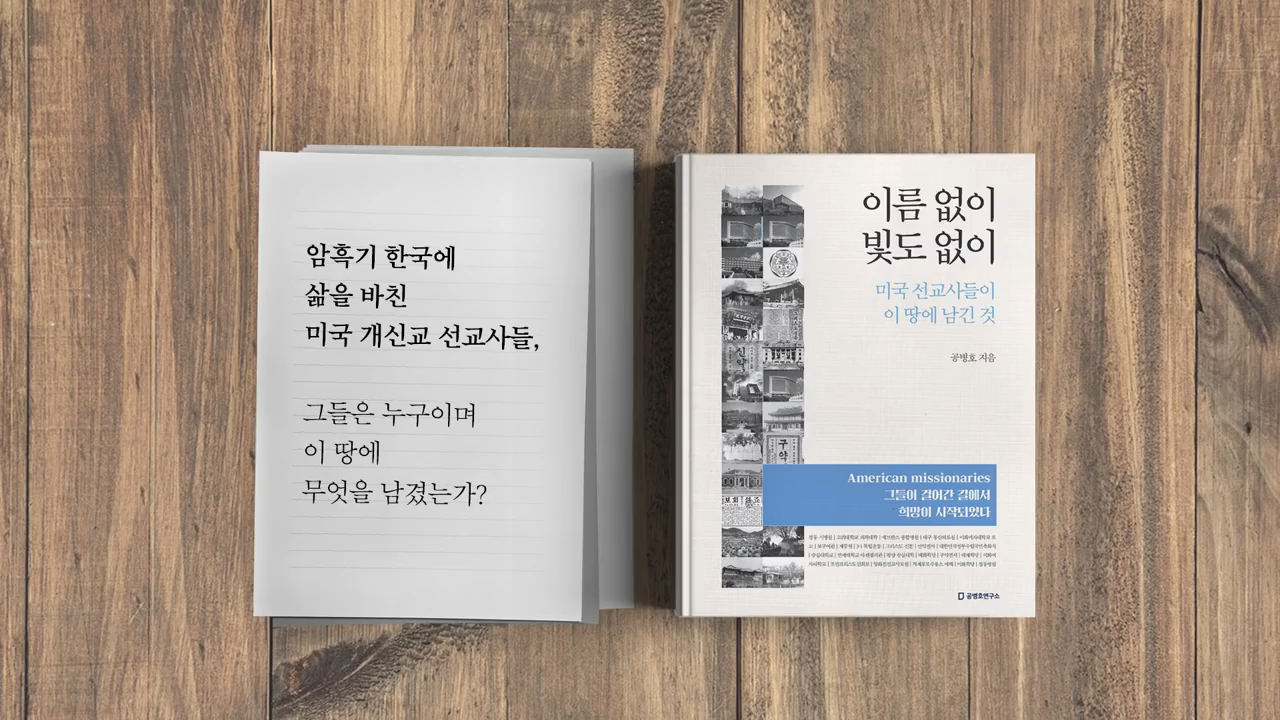 암흑기 한국에
삶을 바친
미국 개신교 선교사들,
그들은 누구이며
이 땅에
무엇을 남겼는가?
이름 없이
빛도 없이
미국 선교사들이
이 땅에 남긴 것
공병호 지음
구약
American missionaries
그들이 걸어간 길에서
희망이 시작되었다
공병호연구소